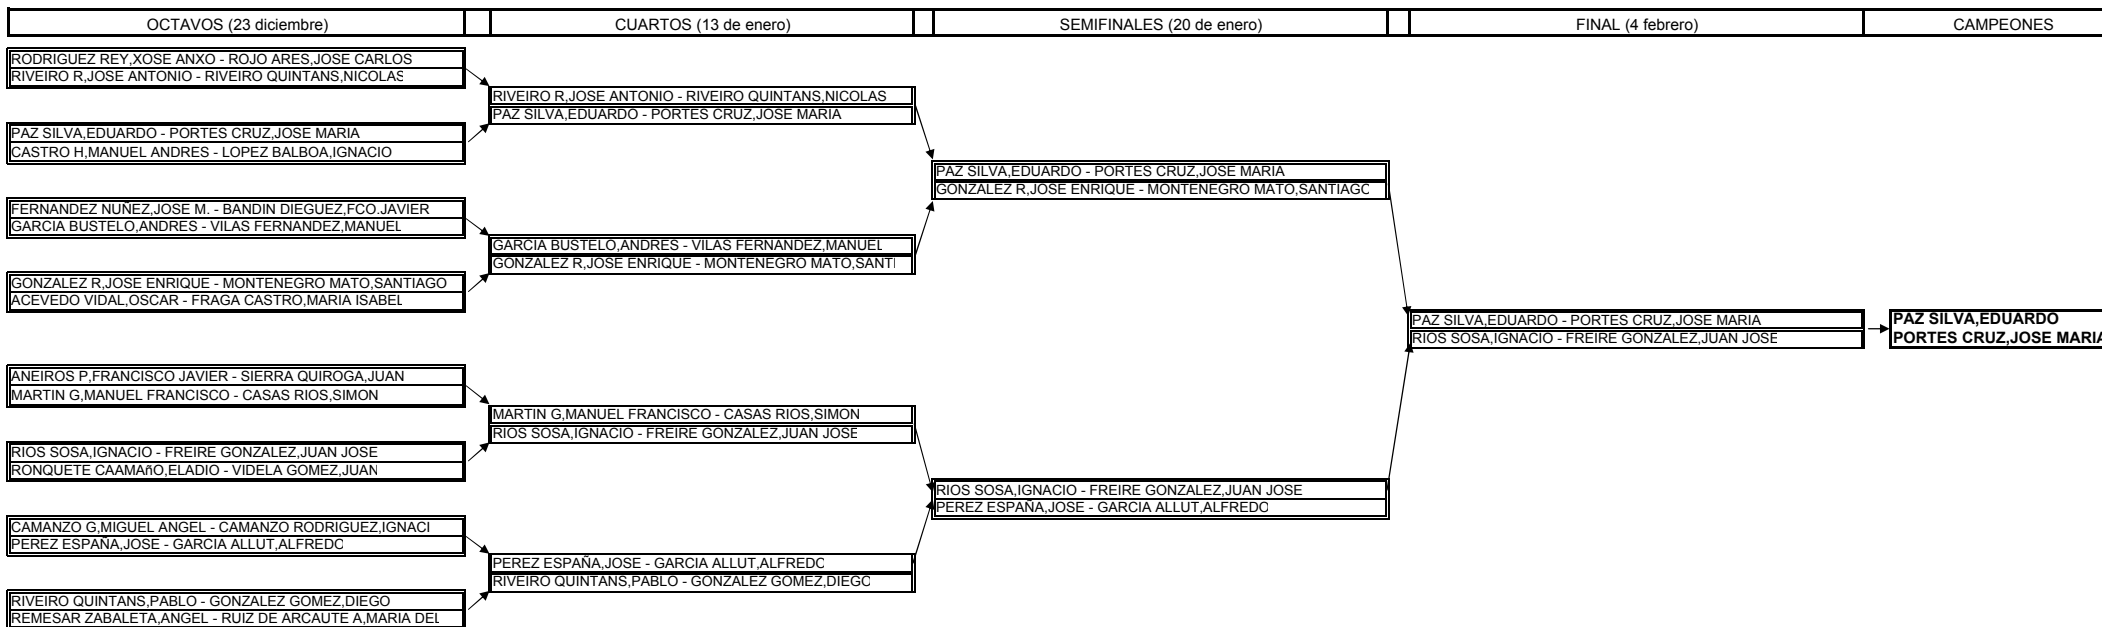 OCTAVOS (23 diciembre)
CUARTOS (13 de enero)
SEMIFINALES (20 de enero)
FINAL (4 febrero)
CAMPEONES
RODRIGUEZ REY,XOSE ANXO - ROJO ARES,JOSE CARLOS
RIVEIRO R,JOSE ANTONIO - RIVEIRO QUINTANS,NICOLAS
PAZ SILVA,EDUARDO - PORTES CRUZ,JOSE MARIA
CASTRO H,MANUEL ANDRES - LOPEZ BALBOA,IGNACIO
FERNANDEZ NUÑEZ,JOSE M. - BANDIN DIEGUEZ,FCO.JAVIER
GARCIA BUSTELO,ANDRES - VILAS FERNANDEZ,MANUEL
GONZALEZ R,JOSE ENRIQUE - MONTENEGRO MATO,SANTIAGO
ACEVEDO VIDAL,OSCAR - FRAGA CASTRO,MARIA ISABEL
ANEIROS P,FRANCISCO JAVIER - SIERRA QUIROGA,JUAN
MARTIN G,MANUEL FRANCISCO - CASAS RIOS,SIMON
RIOS SOSA,IGNACIO - FREIRE GONZALEZ,JUAN JOSE
RONQUETE CAAMAñO,ELADIO - VIDELA GOMEZ,JUAN
CAMANZO G,MIGUEL ANGEL - CAMANZO RODRIGUEZ,IGNACI
PEREZ ESPAÑA,JOSE - GARCIA ALLUT,ALFREDO
RIVEIRO QUINTANS,PABLO - GONZALEZ GOMEZ,DIEGO
REMESAR ZABALETA,ANGEL - RUIZ DE ARCAUTE A,MARIA DEL
RIVEIRO R,JOSE ANTONIO - RIVEIRO QUINTANS,NICOLAS
PAZ SILVA,EDUARDO - PORTES CRUZ,JOSE MARIA
GARCIA BUSTELO,ANDRES - VILAS FERNANDEZ,MANUEL
GONZALEZ R,JOSE ENRIQUE - MONTENEGRO MATO,SANTI
MARTIN G,MANUEL FRANCISCO - CASAS RIOS,SIMON
RIOS SOSA,IGNACIO - FREIRE GONZALEZ,JUAN JOSE
PEREZ ESPAÑA,JOSE - GARCIA ALLUT,ALFREDO
RIVEIRO QUINTANS,PABLO - GONZALEZ GOMEZ,DIEGO
PAZ SILVA,EDUARDO - PORTES CRUZ,JOSE MARIA
GONZALEZ R,JOSE ENRIQUE - MONTENEGRO MATO,SANTIAGO
RIOS SOSA,IGNACIO - FREIRE GONZALEZ,JUAN JOSE
PEREZ ESPAÑA,JOSE - GARCIA ALLUT,ALFREDO
PAZ SILVA,EDUARDO - PORTES CRUZ,JOSE MARIA
RIOS SOSA,IGNACIO - FREIRE GONZALEZ,JUAN JOSE
PAZ SILVA,EDUARDO
PORTES CRUZ,JOSE MARIA